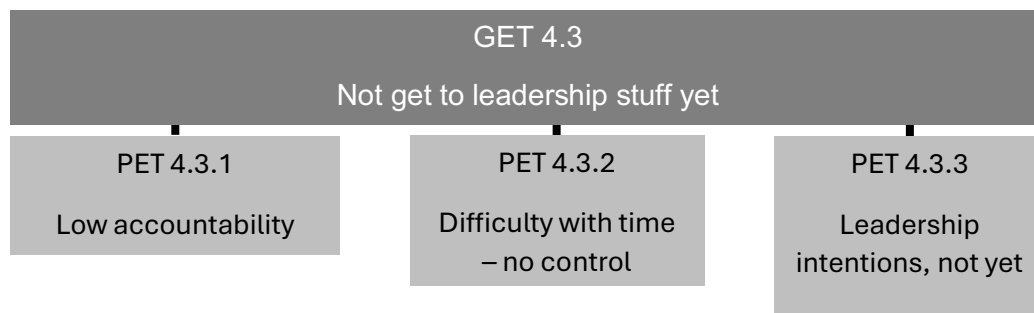 GET 4.3
Not get to leadership stuff yet
PET 4.3.1
Low accountability
PET 4.3.2
Difficulty with time
– no control
PET 4.3.3
Leadership
intentions, not yet